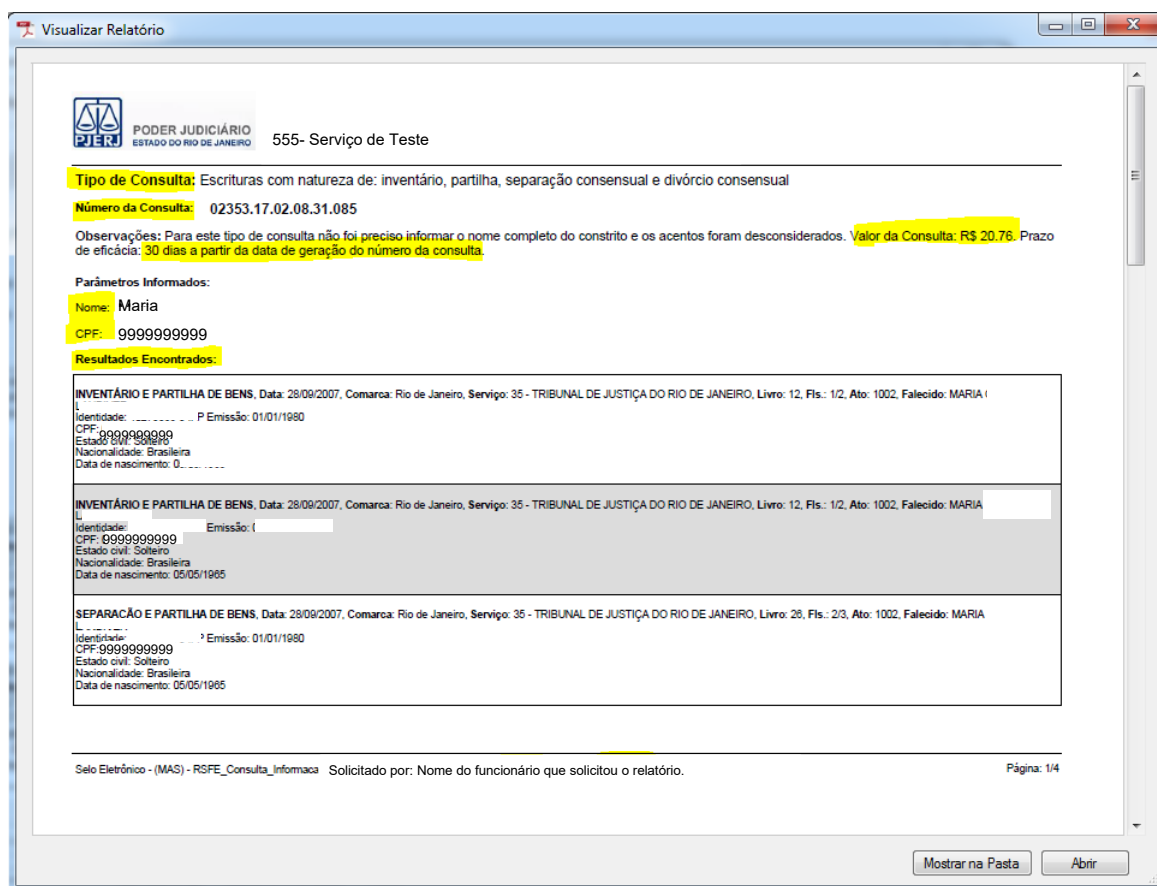 Visualizar Relatório
PODER JUDICIÁRIO
PJERJ ESTADO DO RIO DE JANEIRO
555- Serviço de Teste
Tipo de Consulta: Escrituras com natureza de: inventário, partilha, separação consensual e divórcio consensual
Número da Consulta: 02353.17.02.08.31.085
Observações: Para este tipo de consulta não foi preciso informar o nome completo do constrito e os acentos foram desconsiderados. Valor da Consulta: R$ 20.76. Prazo
de eficácia: 30 dias a partir da data de geração do número da consulta.
Parâmetros Informados:
Nome: Maria
CPF: 9999999999
Resultados Encontrados:
INVENTÁRIO E PARTILHA DE BENS, Data: 28/09/2007, Comarca: Rio de Janeiro, Serviço: 35 - TRIBUNAL DE JUSTIÇA DO RIO DE JANEIRO, Livro: 12, Fls.: 1/2, Ato: 1002, Falecido: MARIA
Identidade: P Emissão: 01/01/1980
CPF: 9999999999
Estado civil: Solteiro
Nacionalidade: Brasileira
Data de nascimento: 0
INVENTÁRIO E PARTILHA DE BENS, Data: 28/09/2007, Comarca: Rio de Janeiro, Serviço: 35 - TRIBUNAL DE JUSTIÇA DO RIO DE JANEIRO, Livro: 12, Fls.: 1/2, Ato: 1002, Falecido: MARIA
Identidade: Emissão:
CPF: 9999999999
Estado civil: Solteiro
Nacionalidade: Brasileira
Data de nascimento: 05/05/1965
SEPARACÃO E PARTILHA DE BENS, Data: 28/09/2007, Comarca: Rio de Janeiro, Serviço: 35 - TRIBUNAL DE JUSTIÇA DO RIO DE JANEIRO, Livro: 26, Fls.: 2/3, Ato: 1002, Falecido: MARIA
Identidade: Emissão: 01/01/1980
CPF:9999999999
Estado civil: Solteiro
Nacionalidade: Brasileira
Data de nascimento: 05/05/1965
Selo Eletrônico - (MAS) - RSFE_Consulta_Informaca Solicitado por: Nome do funcionário que solicitou o relatório. Página: 1/4
Mostrar na Pasta Abrir